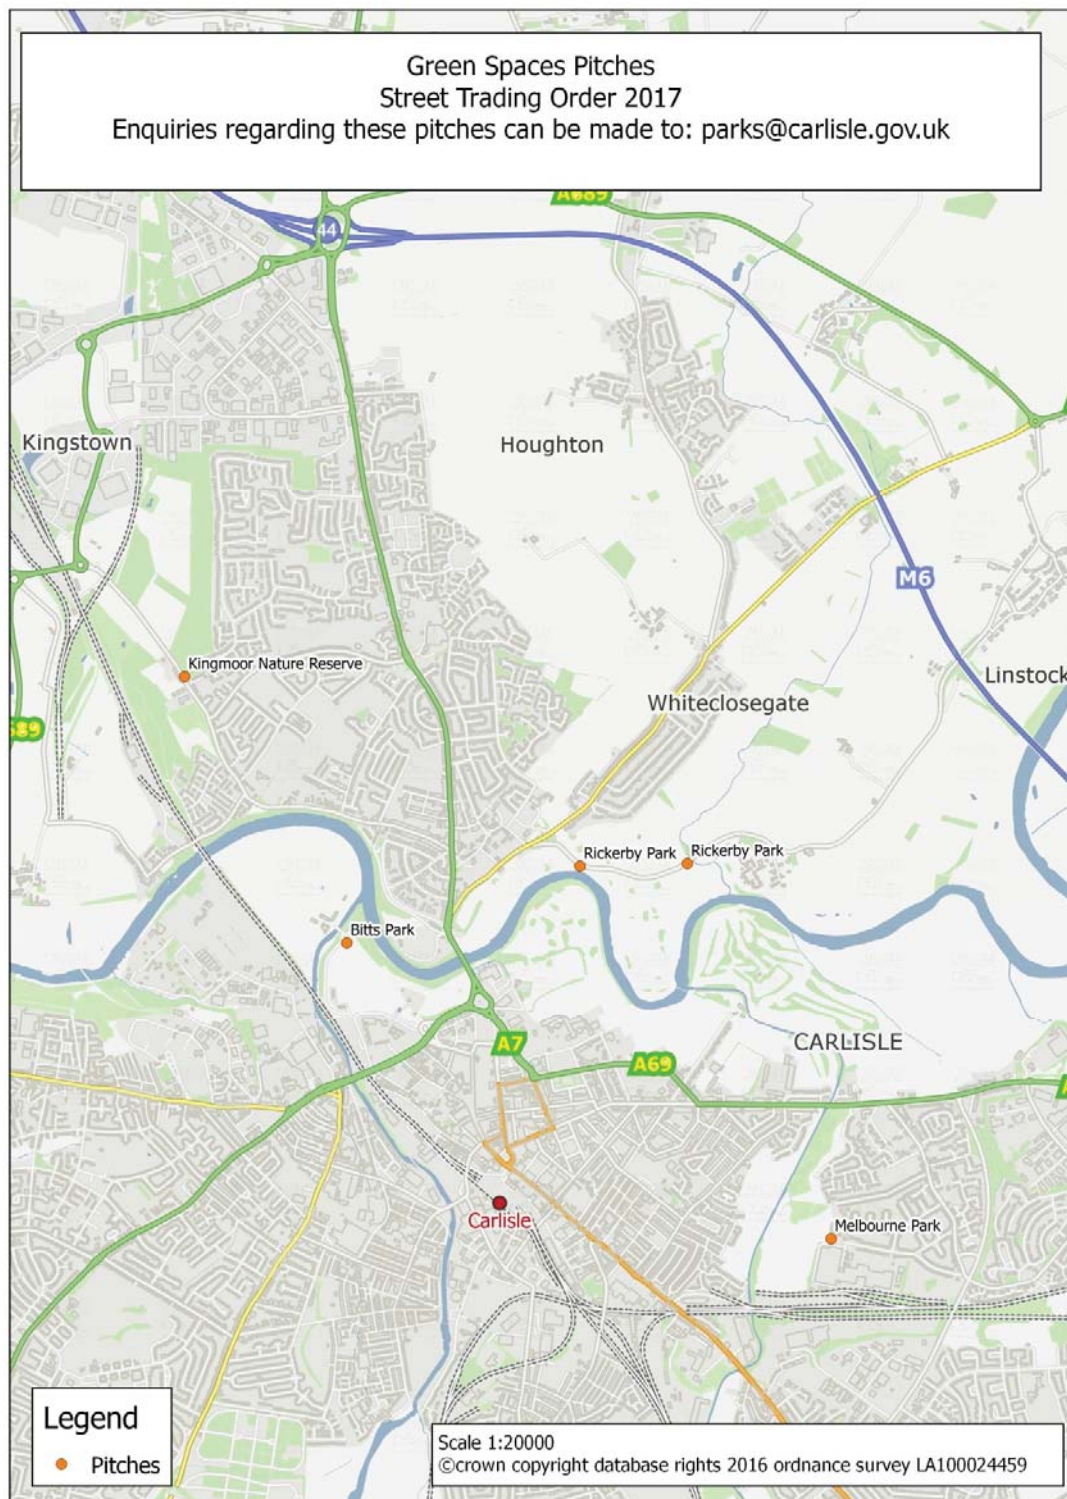 Green Spaces Pitches
Street Trading Order 2017
Enquiries regarding these pitches can be made to: parks@carlisle.gov.uk
A689
44
Kingstown
Houghton
M6
Kingmoor Nature Reserve
Linstock
Whiteclosegate
689
Rickerby Park
Rickerby Park
Bitts Park
CARLISLE
A7
A69
Carlisle
Melbourne Park
Legend
Pitches
Scale 1:20000
©crown copyright database rights 2016 ordnance survey LA100024459